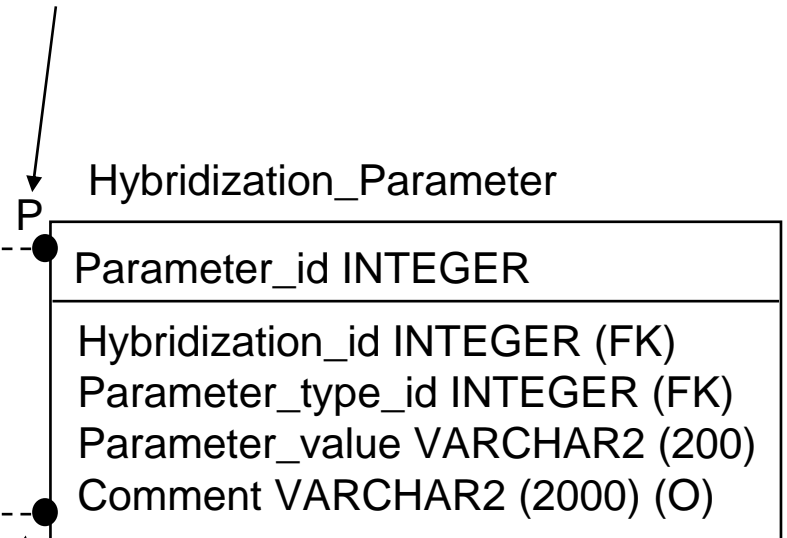 Hybridization_Parameter
P
Parameter_id INTEGER
Hybridization_id INTEGER (FK)
Parameter_type_id INTEGER (FK)
Parameter_value VARCHAR2 (200)
Comment VARCHAR2 (2000) (O)